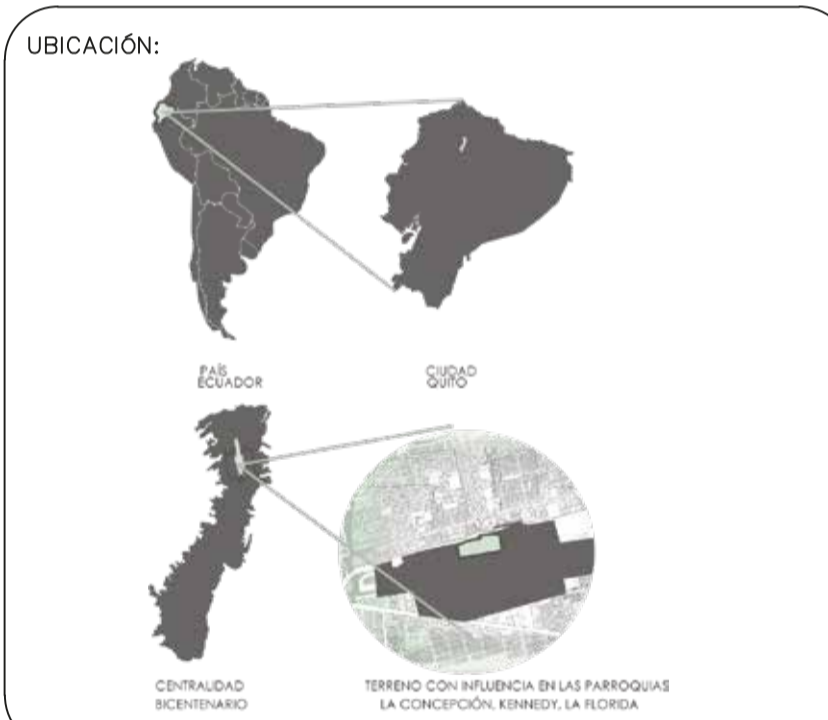 UBICACIÓN:
PAÍS
ECUADOR
CIUDAD
QUITO
CENTRALIDAD
BICENTENARIO
TERRENO CON INFLUENCIA EN LAS PARROQUIAS
LA CONCEPCIÓN, KENNEDY, LA FLORIDA